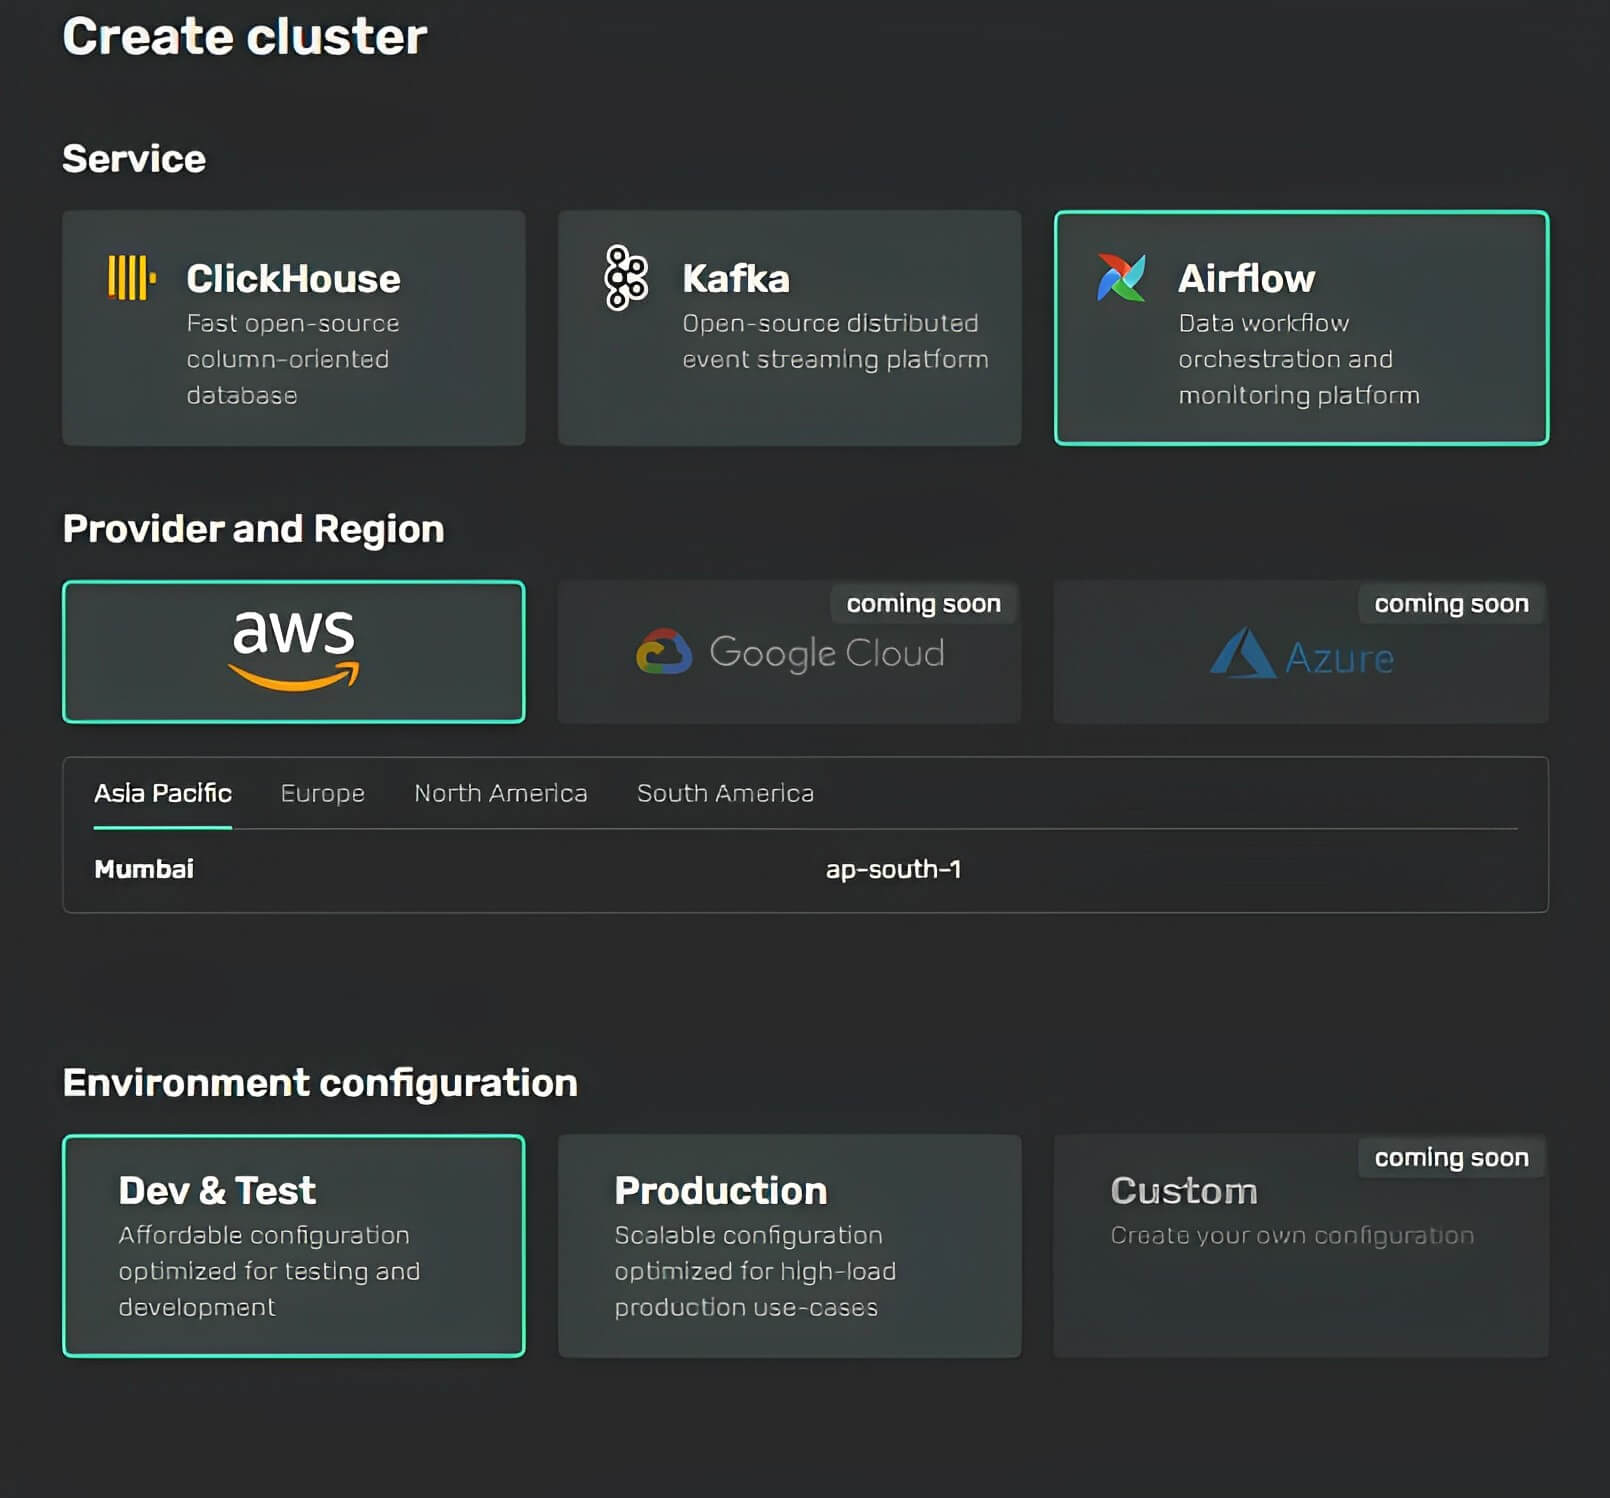 Create cluster
Service
ClickHouse
Fast open-source
column-oriented
database
Kafka
Open-source distributed
event streaming platform
Airflow
Data workflow
orchestration and
monitoring platform
Provider and Region
aws
coming soon
Google Cloud
coming soon
Azure
Asia Pacific Europe North America South America
Mumbai ap-south-1
Environment configuration
Dev & Test
Affordable configuration
optimized for testing and
development
Production
Scalable configuration
optimized for high-load
production use-cases
coming soon
Custom
Create your own configuration